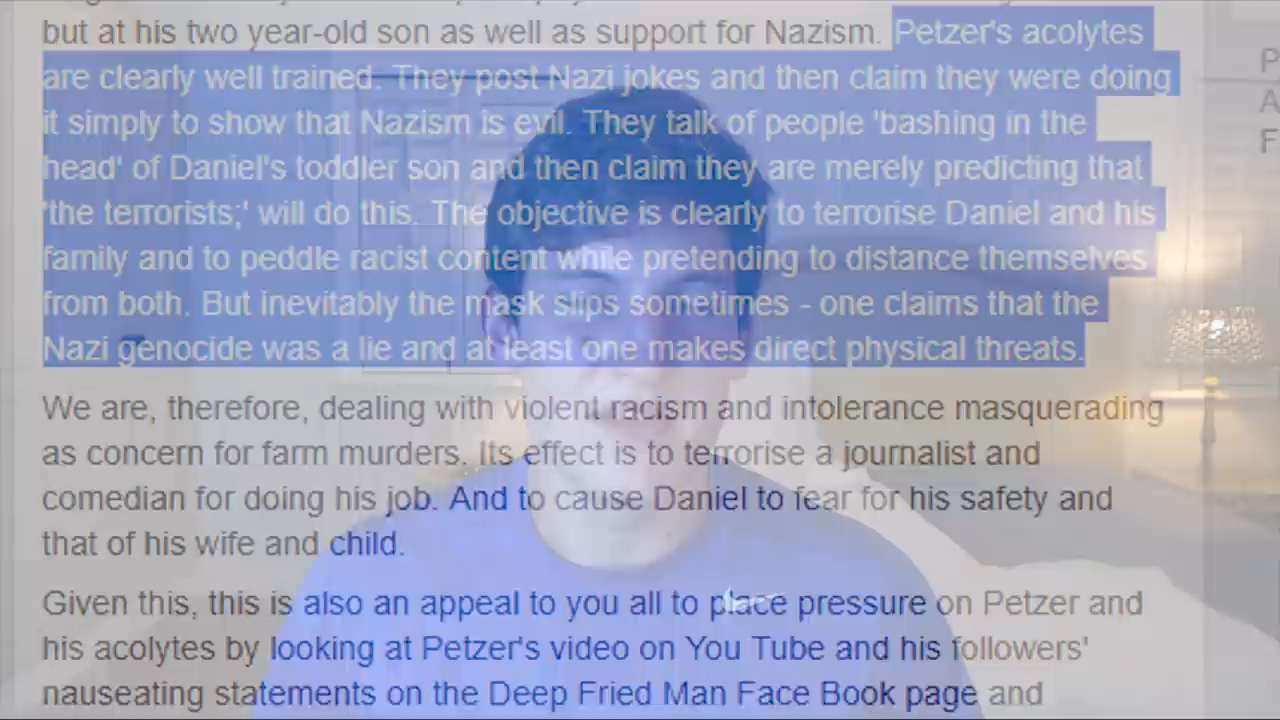 but at his two year-old son as well as support for Nazism. Petzer's acolytes
are clearly well trained. They post Nazi jokes and then claim they were doing
it simply to show that Nazism is evil. They talk of people 'bashing in the
head' of Daniel's toddler son and then claim they are merely predicting that
'the terrorists;' will do this. The objective is clearly to terrorise Daniel and his
family and to peddle racist content while pretending to distance themselves
from both. But inevitably the mask slips sometimes - one claims that the
Nazi genocide was a lie and at least one makes direct physical threats.
We are, therefore, dealing with violent racism and intolerance masquerading
as concern for farm murders. Its effect is to terrorise a journalist and
comedian for doing his job. And to cause Daniel to fear for his safety and
that of his wife and child.
Given this, this is also an appeal to you all to place pressure on Petzer and
his acolytes by looking at Petzer's video on You Tube and his followers'
nauseating statements on the Deep Fried Man Face Book page and
P
A
F